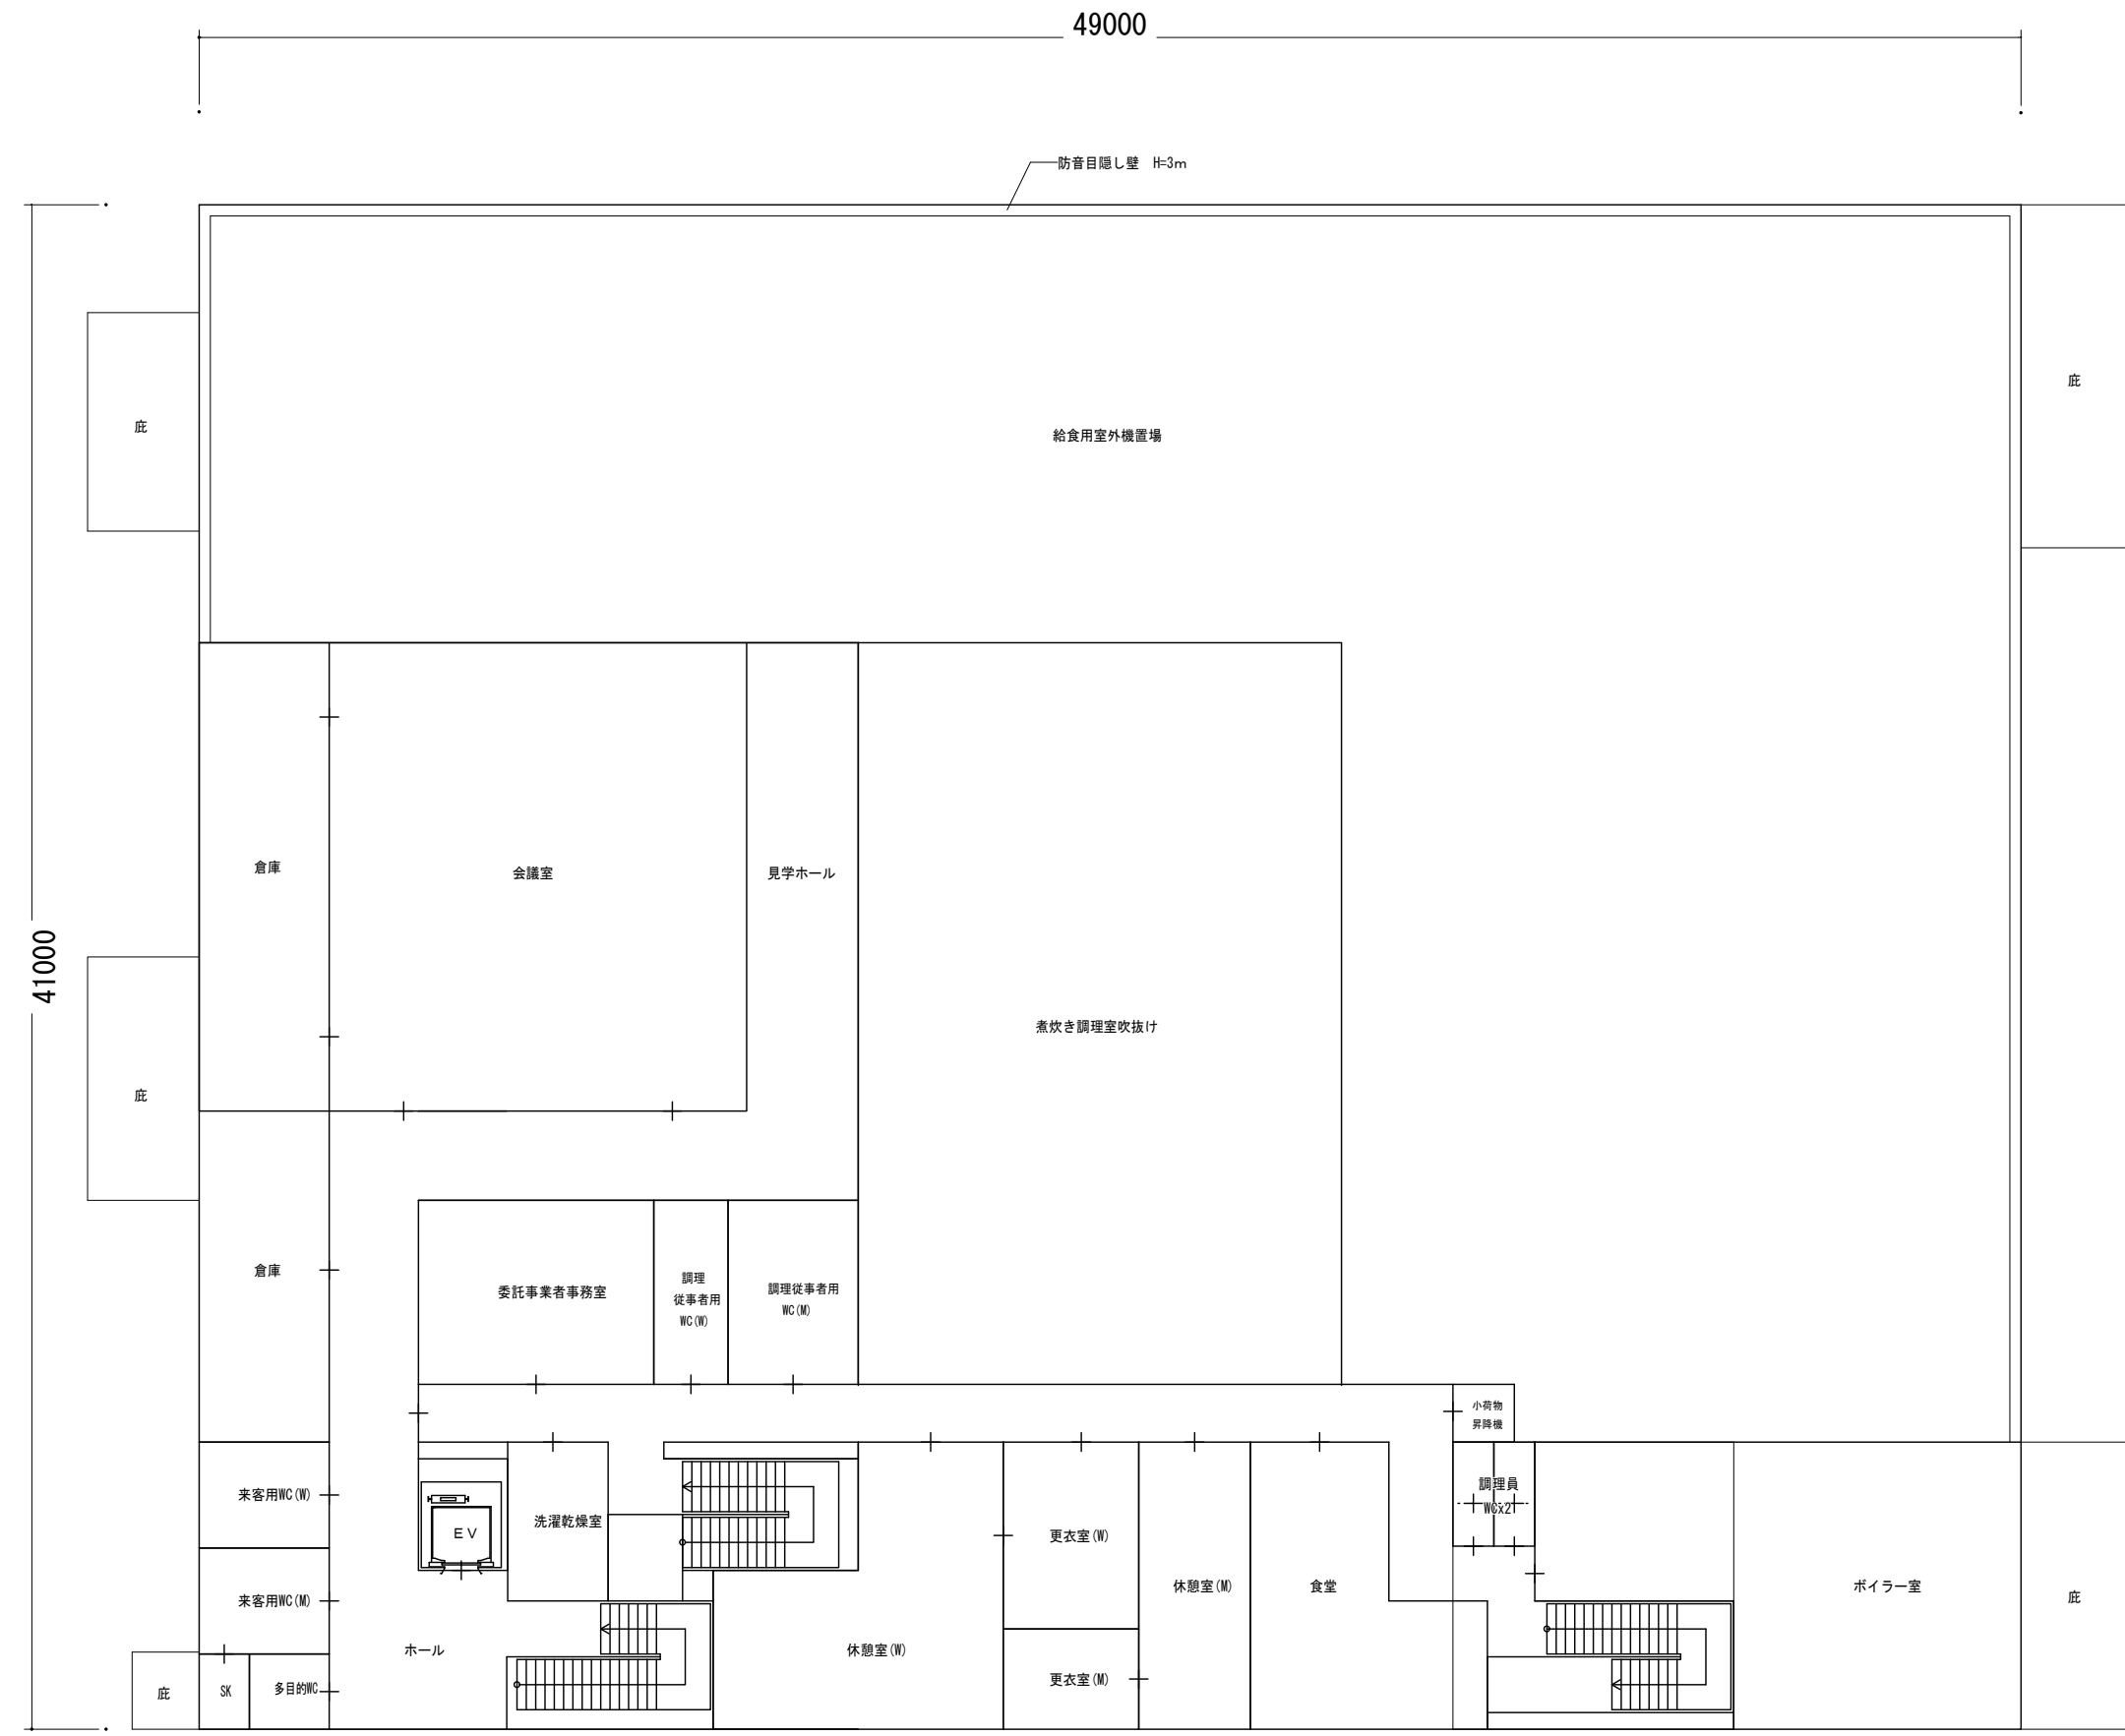 49000
防音目隠し壁　H=3m
庇
庇
給食用室外機置場
41000
倉庫
会議室
見学ホール
煮炊き調理室吹抜け
庇
倉庫
委託事業者事務室
調理
従事者用
WC(W)
調理従事者用
WC(M)
小荷物
昇降機
来客用WC(W)
EV
洗濯乾燥室
更衣室(W)
調理員
WCx2
来客用WC(M)
休憩室(M)
食堂
ボイラー室
庇
ホール
休憩室(W)
更衣室(M)
庇
SK
多目的WC